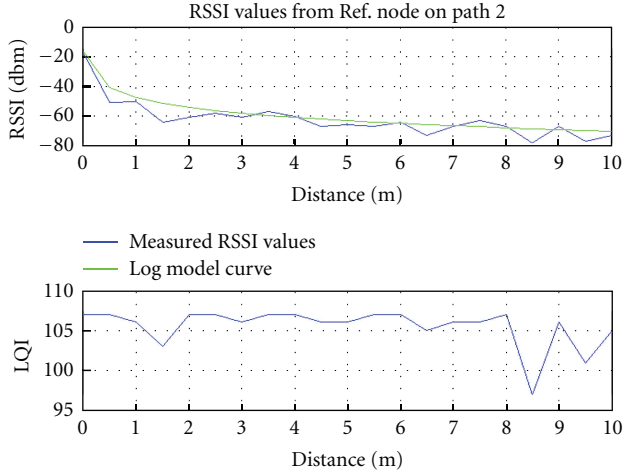 RSSI values from Ref. node on path 2
0
−20
−40
−60
−80
RSSI (dbm)
0 1 2 3 4 5 6 7 8 9 10
Distance (m)
Measured RSSI values
Log model curve
110
105
100
95
LQI
0 1 2 3 4 5 6 7 8 9 10
Distance (m)